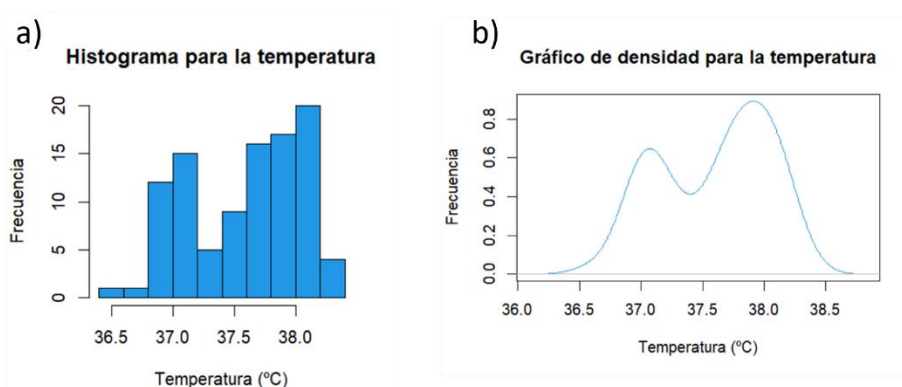 a)
Histograma para la temperatura
20
15
10
5
0
Frecuencia
36.5 37.0 37.5 38.0
Temperatura (ºC)
b)
Gráfico de densidad para la temperatura
0.8
0.6
0.4
0.2
0.0
Frecuencia
36.0 36.5 37.0 37.5 38.0 38.5
Temperatura (ºC)